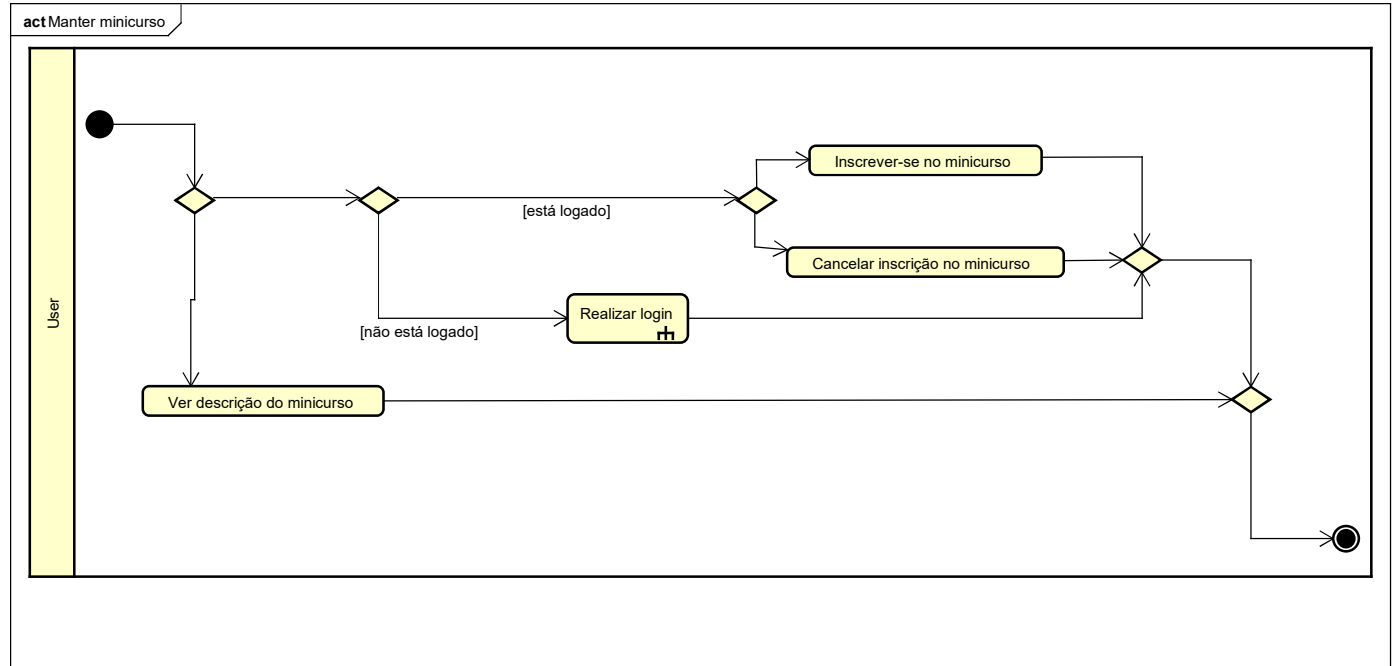 act Manter minicurso
User
Inscrever-se no minicurso
[está logado]
Cancelar inscrição no minicurso
Realizar login
[não está logado]
Ver descrição do minicurso